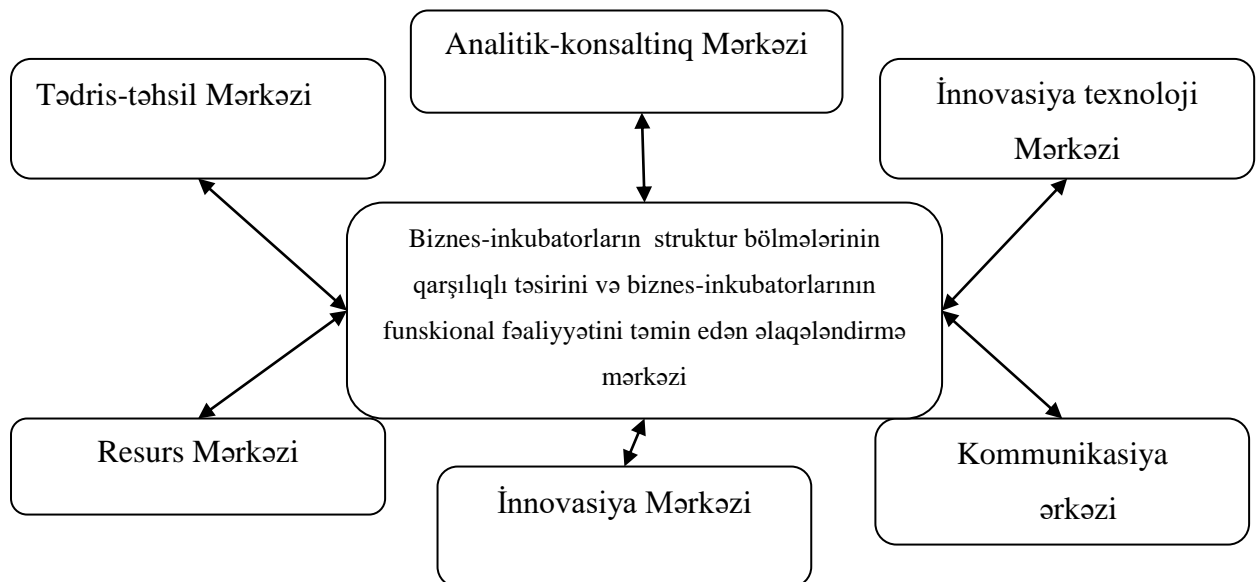 Analitik-konsaltinq Mərkəzi
Tədris-təhsil Mərkəzi
İnnovasiya texnoloji
Mərkəzi
Biznes-inkubatorların struktur bölmələrinin
qarşılıqlı təsirini və biznes-inkubatorlarının
funskional fəaliyyətini təmin edən əlaqələndirmə
mərkəzi
Resurs Mərkəzi
İnnovasiya Mərkəzi
Kommunikasiya
ərkəzi